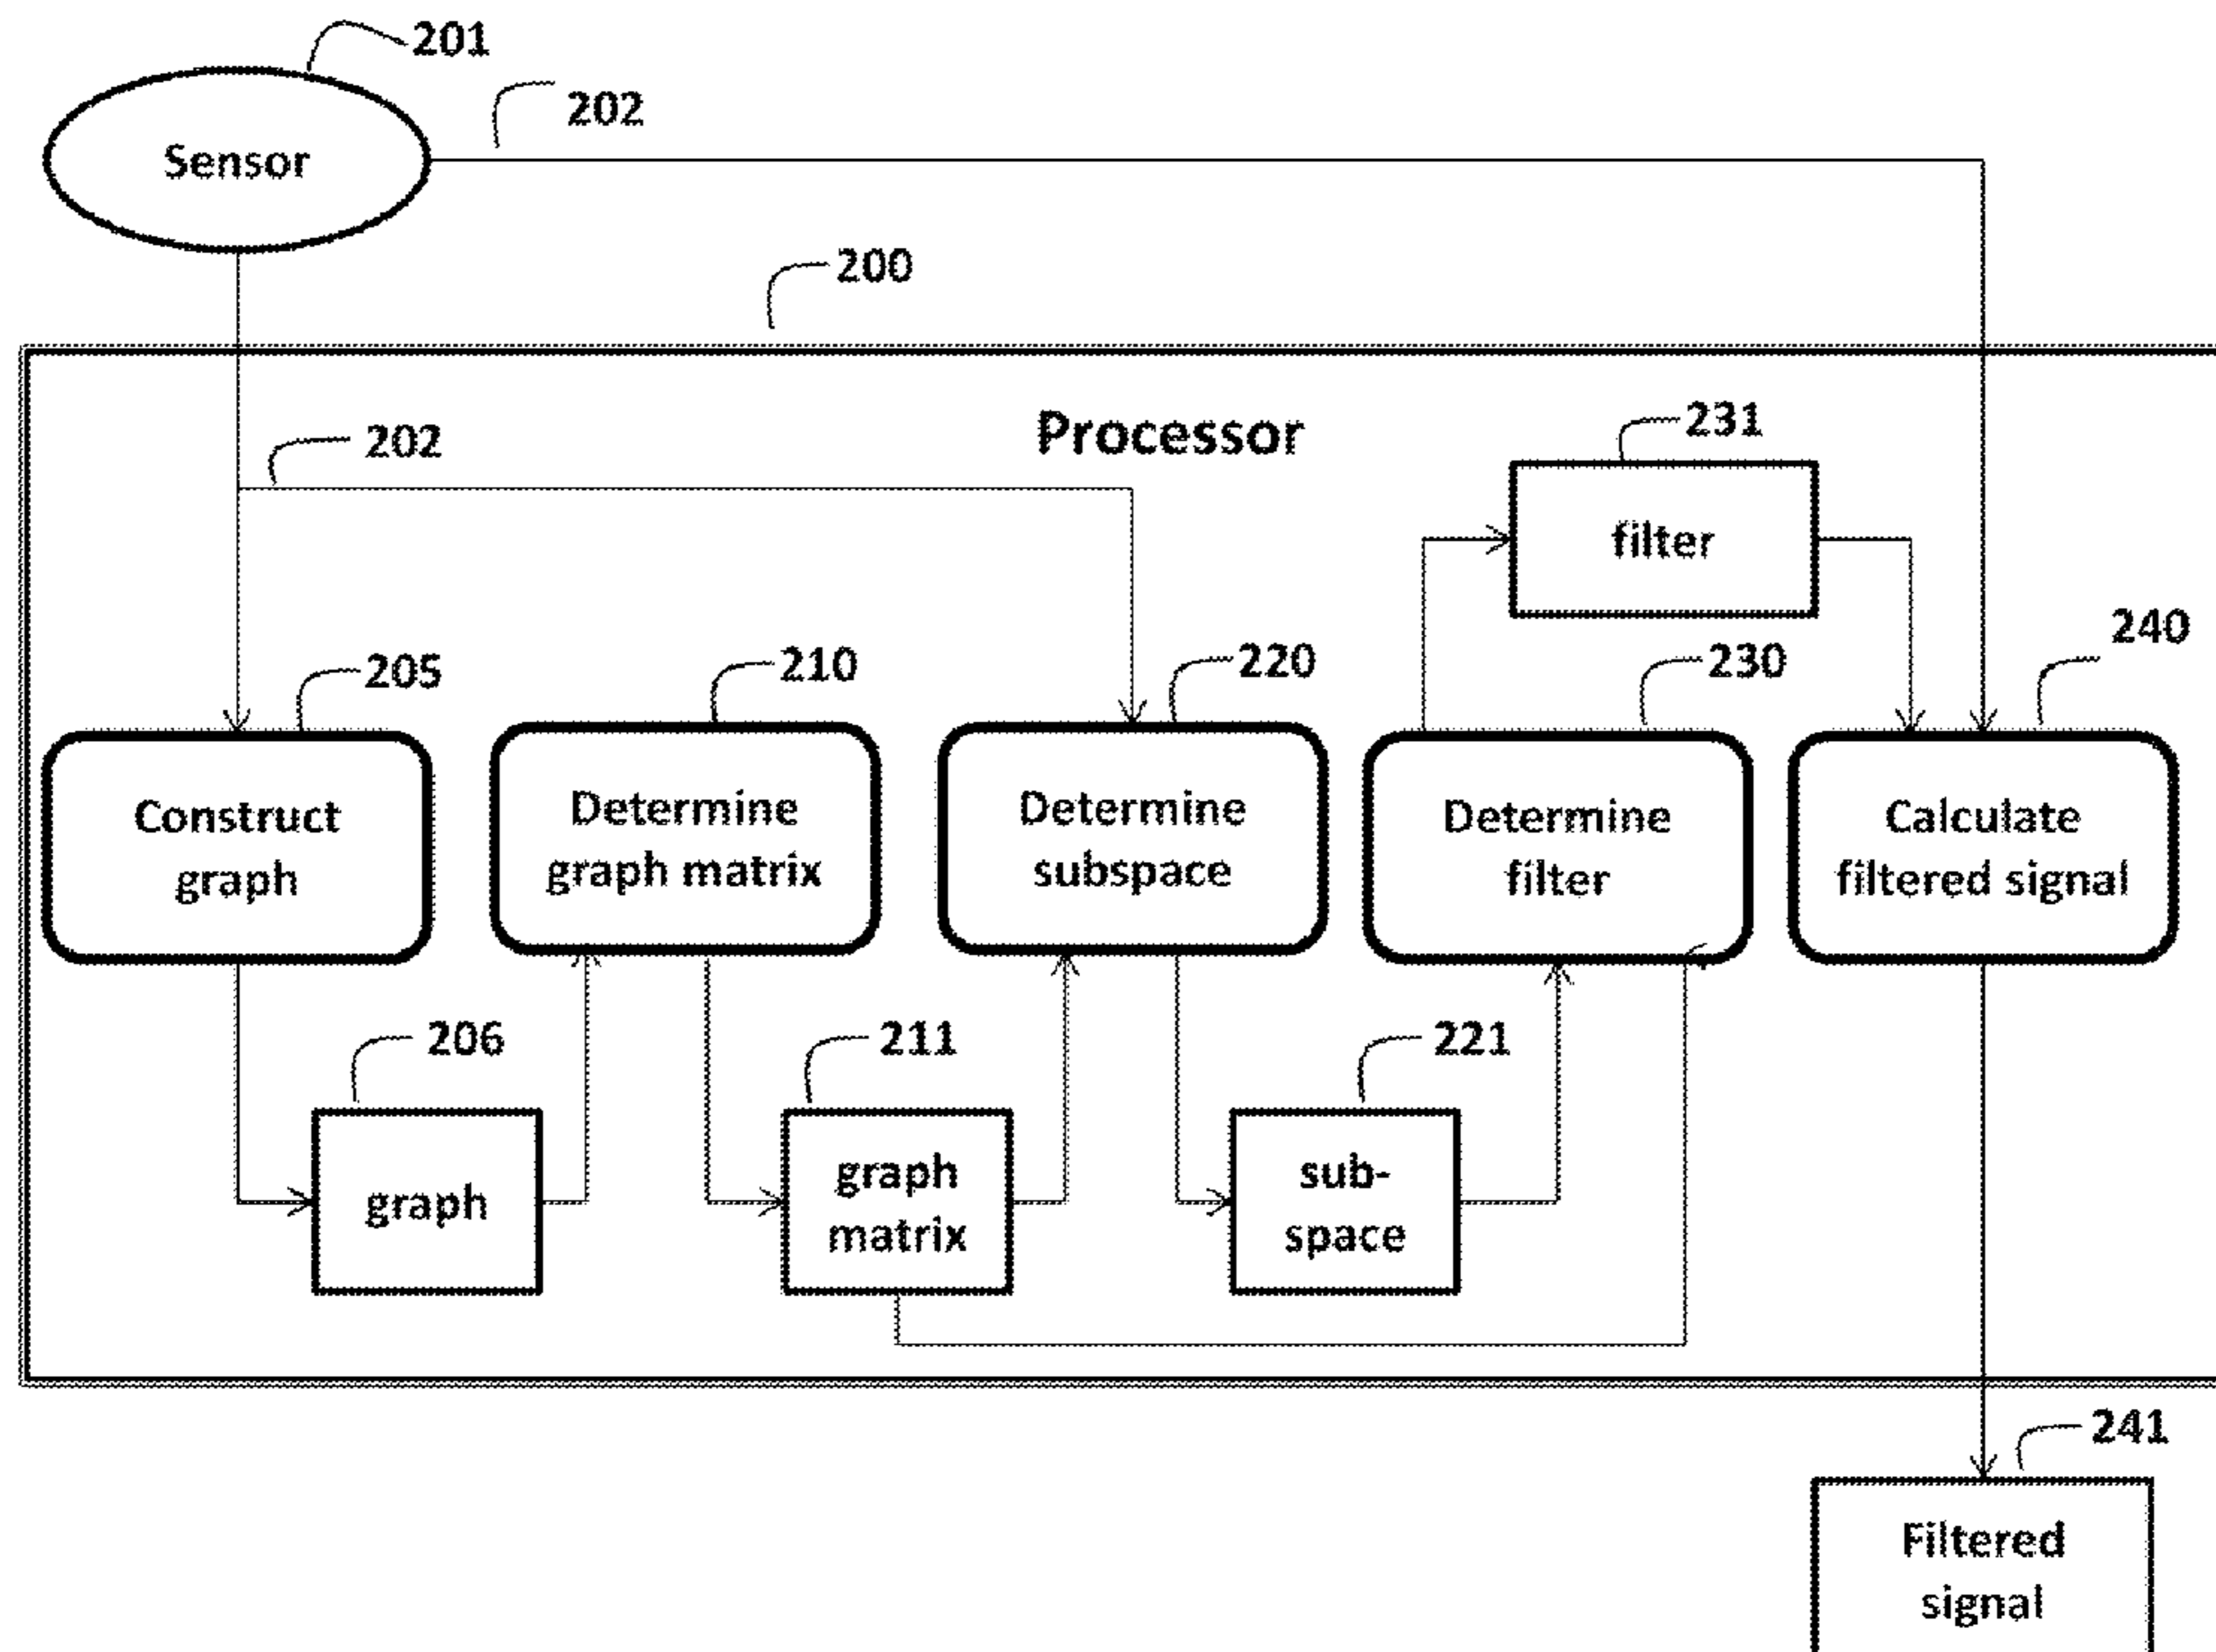 201
202
Sensor
200
Processor
231
202
filter
240
205
210
220
230
Construct
graph
Determine
graph matrix
Determine
subspace
Determine
filter
Calculate
filtered signal
206
211
221
graph
graph
matrix
sub-
space
241
Filtered
signal